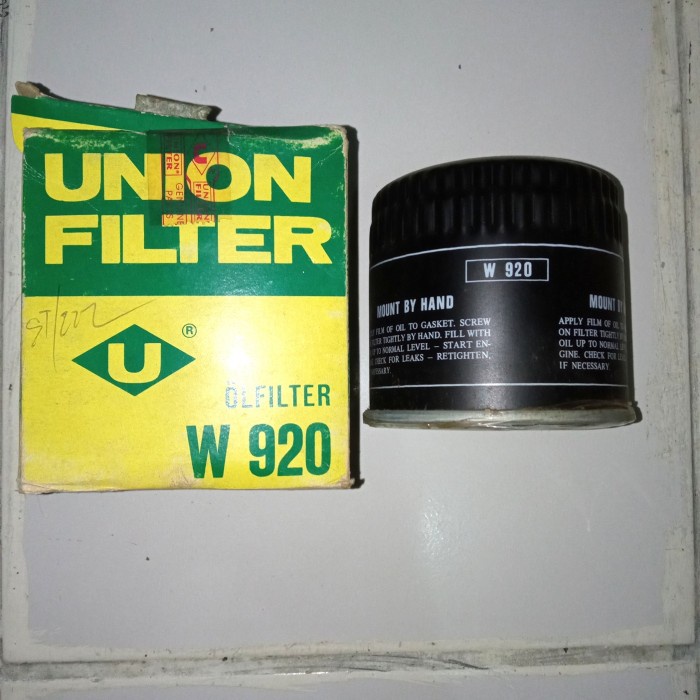 UNION
FILTER
U
®
ÖLFILTER
W 920
W 920
MOUNT BY HAND
FILM OF OIL TO GASKET. SCREW
TIGHTLY BY HAND. FILL WITH
UP TO NORMAL LEVEL – START EN-
CHECK FOR LEAKS – RETIGHTEN,
MOUNT
APPLY FILM OF OIL
ON FILTER TIGHTLY
OIL UP TO NORMAL
GINE. CHECK FOR
IF NECESSARY